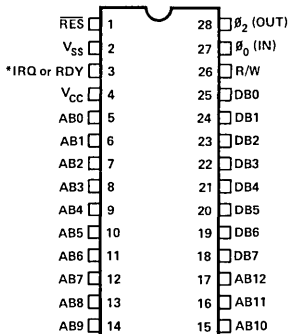 RES 1 28 Ø2 (OUT)
VSS 2 27 Ø0 (IN)
*IRQ or RDY 3 26 R/W
VCC 4 25 DB0
AB0 5 24 DB1
AB1 6 23 DB2
AB2 7 22 DB3
AB3 8 21 DB4
AB4 9 20 DB5
AB5 10 19 DB6
AB6 11 18 DB7
AB7 12 17 AB12
AB8 13 16 AB11
AB9 14 15 AB10